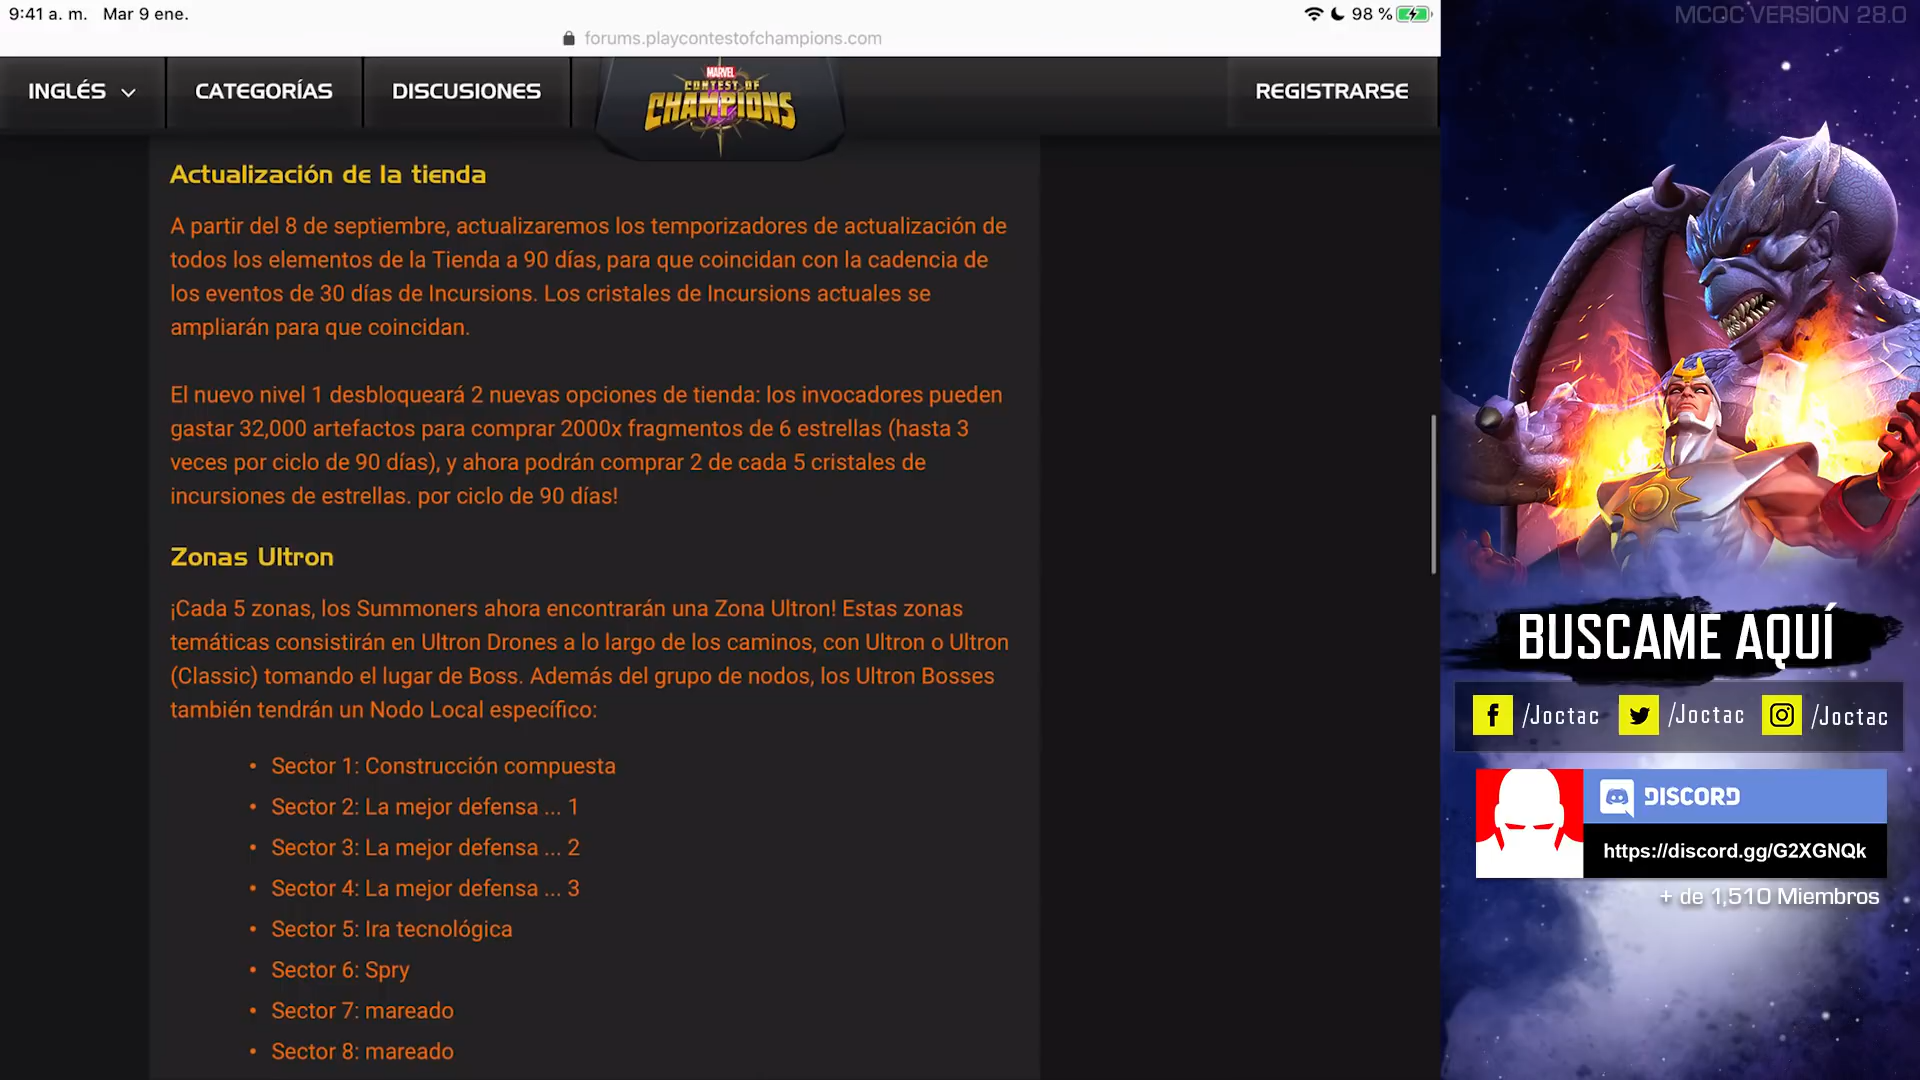 9:41 a. m. Mar 9 ene.
98 %
MCOC VERSION 28.0
forums.playcontestofchampions.com
INGLÉS
CATEGORÍAS
DISCUSIONES
MARVEL
CONTEST OF
CHAMPIONS
REGISTRARSE
Actualización de la tienda
A partir del 8 de septiembre, actualizaremos los temporizadores de actualización de
todos los elementos de la Tienda a 90 días, para que coincidan con la cadencia de
los eventos de 30 días de Incursions. Los cristales de Incursions actuales se
ampliarán para que coincidan.
El nuevo nivel 1 desbloqueará 2 nuevas opciones de tienda: los invocadores pueden
gastar 32,000 artefactos para comprar 2000x fragmentos de 6 estrellas (hasta 3
veces por ciclo de 90 días), y ahora podrán comprar 2 de cada 5 cristales de
incursiones de estrellas. por ciclo de 90 días!
Zonas Ultron
¡Cada 5 zonas, los Summoners ahora encontrarán una Zona Ultron! Estas zonas
temáticas consistirán en Ultron Drones a lo largo de los caminos, con Ultron o Ultron
(Classic) tomando el lugar de Boss. Además del grupo de nodos, los Ultron Bosses
también tendrán un Nodo Local específico:
• Sector 1: Construcción compuesta
• Sector 2: La mejor defensa ... 1
• Sector 3: La mejor defensa ... 2
• Sector 4: La mejor defensa ... 3
• Sector 5: Ira tecnológica
• Sector 6: Spry
• Sector 7: mareado
• Sector 8: mareado
BUSCAME AQUÍ
/Joctac
/Joctac
/Joctac
DISCORD
https://discord.gg/G2XGNQk
+ de 1,510 Miembros